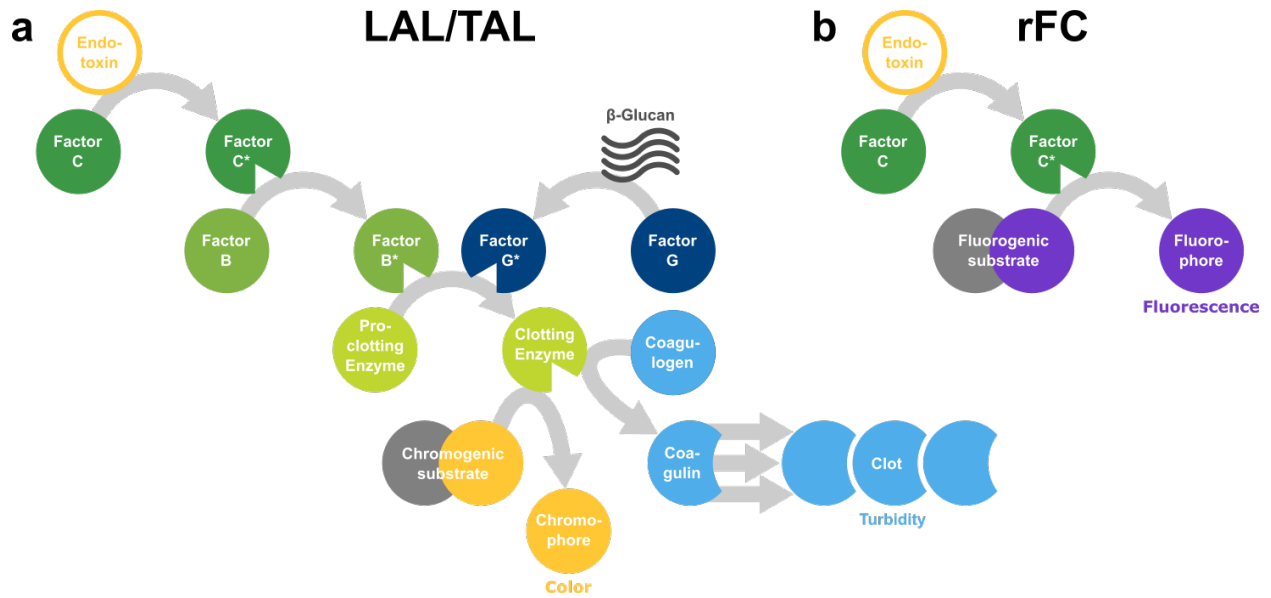 a
LAL/TAL
Endo-
toxin
Factor
C
Factor
C*
β-Glucan
Factor
B
Factor
B*
Factor
G*
Factor
G
Pro-
clotting
Enzyme
Clotting
Enzyme
Coagu-
logen
Chromogenic
substrate
Coa-
gulin
Clot
Turbidity
Chromo-
phore
Color
b
rFC
Endo-
toxin
Factor
C
Factor
C*
Fluorogenic
substrate
Fluoro-
phore
Fluorescence